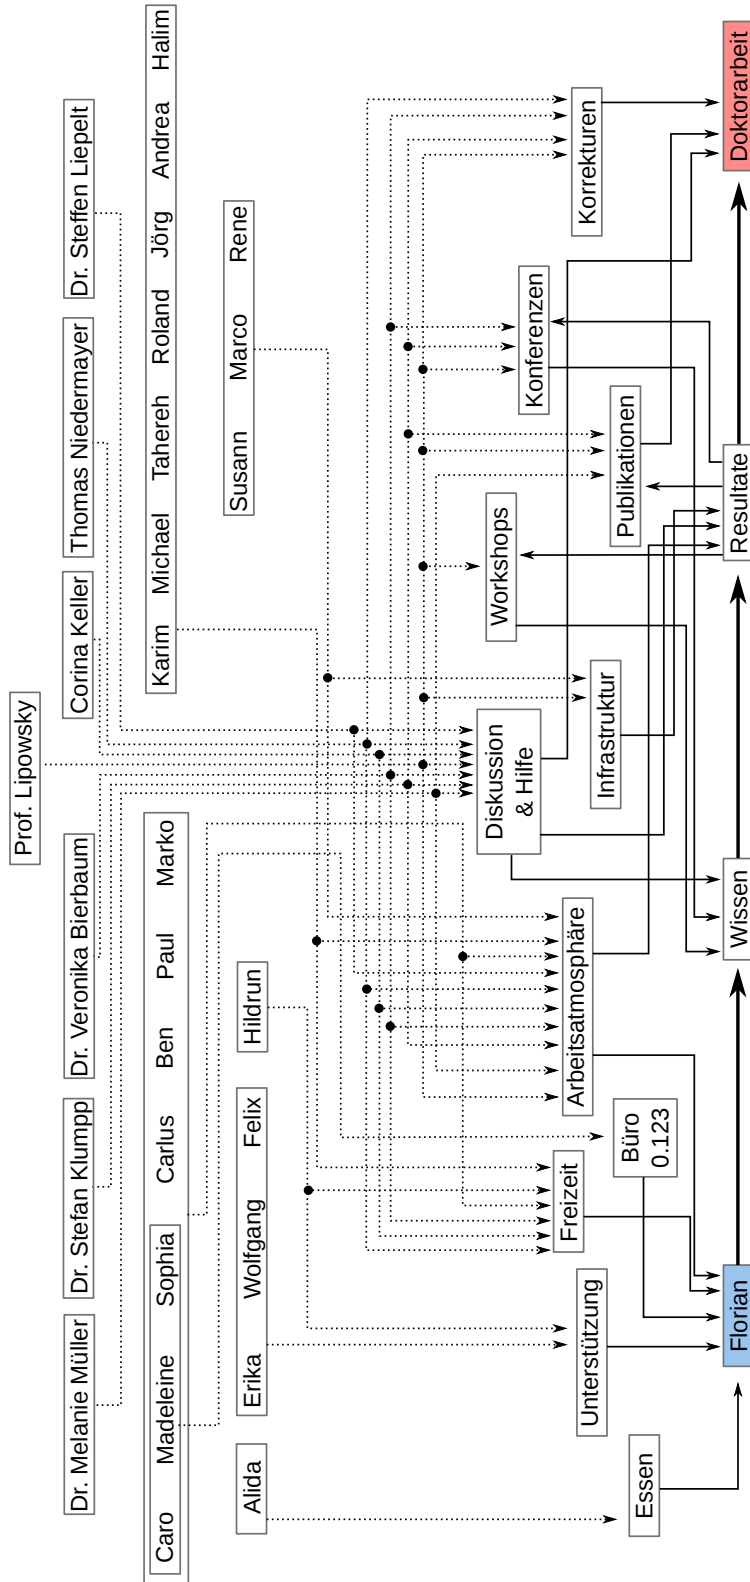 Prof. Lipowsky
Dr. Melanie Müller
Dr. Stefan Klumpp
Dr. Veronika Bierbaum
Corina Keller
Thomas Niedermayer
Dr. Steffen Liepelt
Caro Madeleine Sophia Carlus Ben Paul Marko
Karim Michael Tahereh Roland Jörg Andrea Halim
Alida
Erika Wolfgang Felix
Hildrun
Susann Marco Rene
Diskussion
& Hilfe
Workshops
Konferenzen
Unterstützung
Freizeit
Arbeitsatmosphäre
Infrastruktur
Korrekturen
Essen
Büro
0.123
Publikationen
Florian
Wissen
Resultate
Doktorarbeit